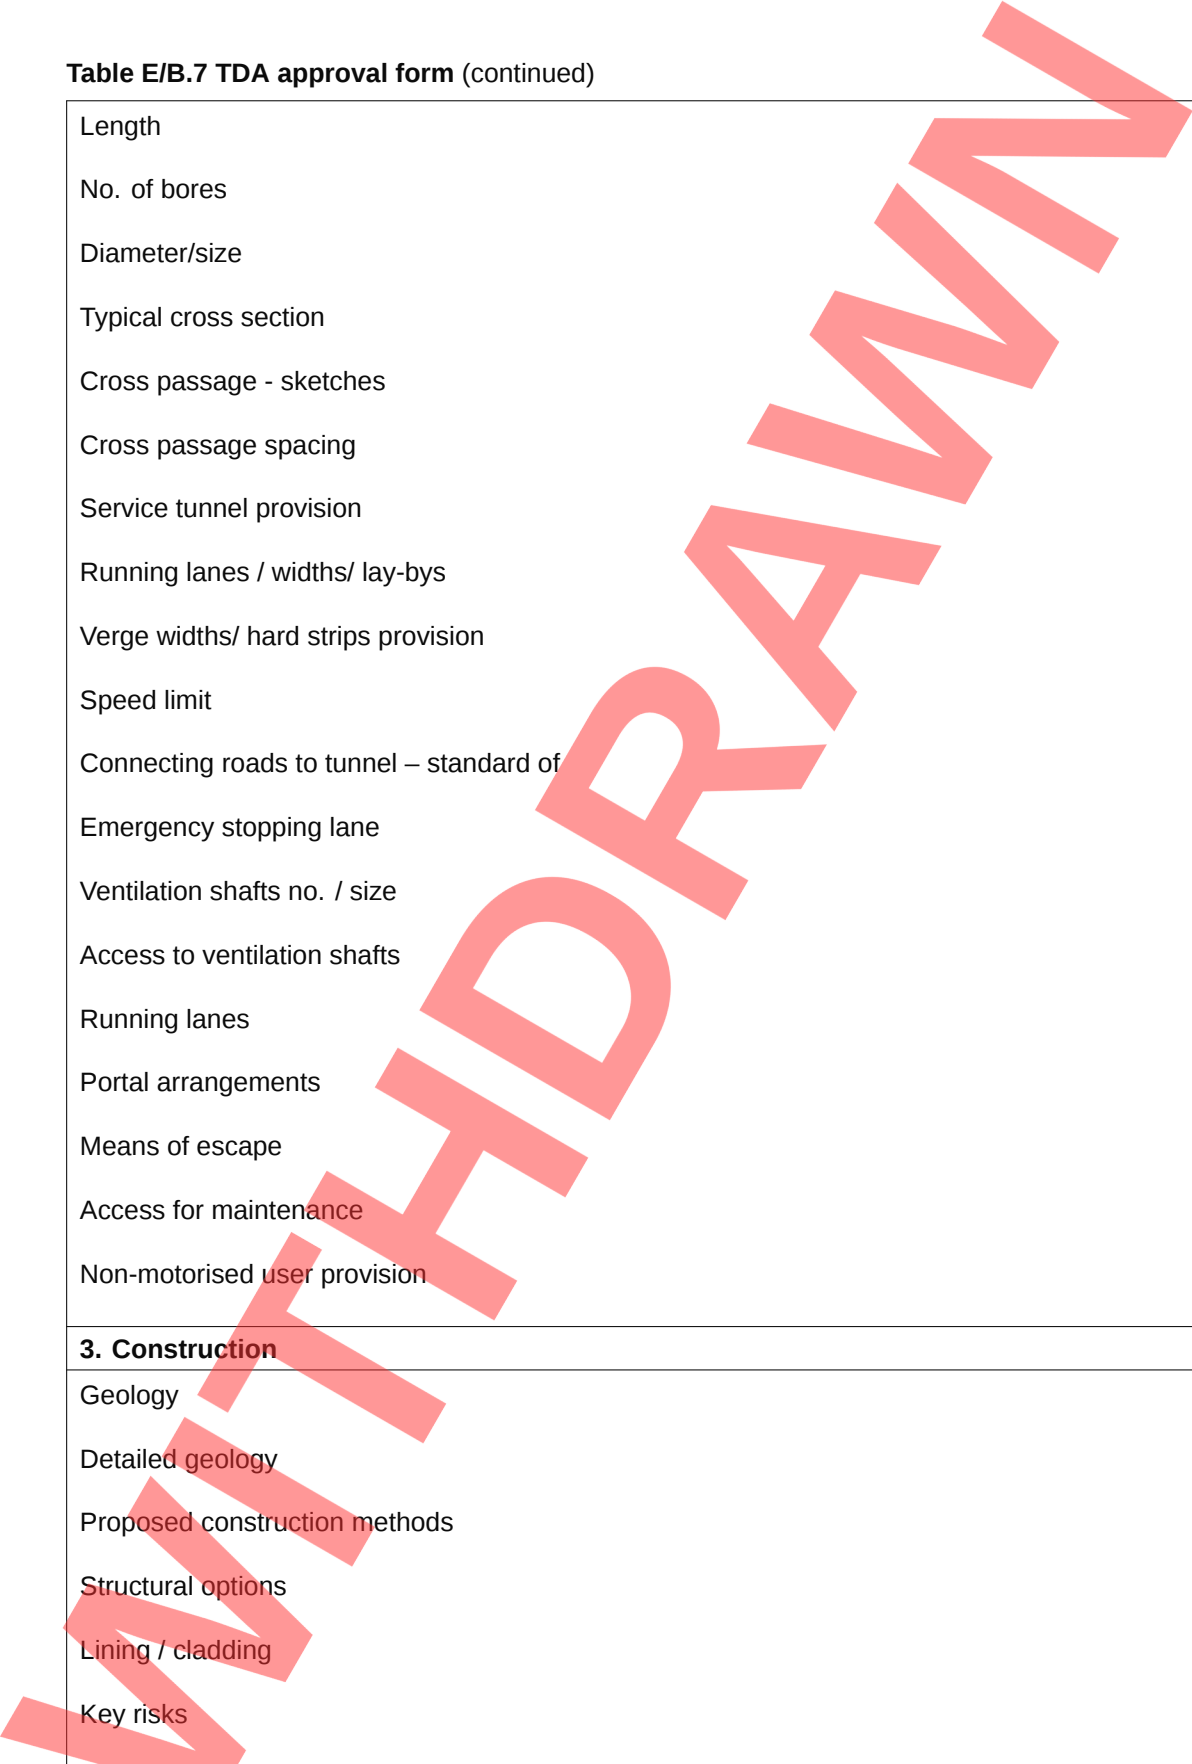 Table E/B.7 TDA approval form (continued)
Length
No. of bores
Diameter/size
Typical cross section
Cross passage - sketches
Cross passage spacing
Service tunnel provision
Running lanes / widths/ lay-bys
Verge widths/ hard strips provision
Speed limit
Connecting roads to tunnel – standard of
Emergency stopping lane
Ventilation shafts no. / size
Access to ventilation shafts
Running lanes
Portal arrangements
Means of escape
Access for maintenance
Non-motorised user provision
3. Construction
Geology
Detailed geology
Proposed construction methods
Structural options
Lining / cladding
Key risks
WITHDRAWN